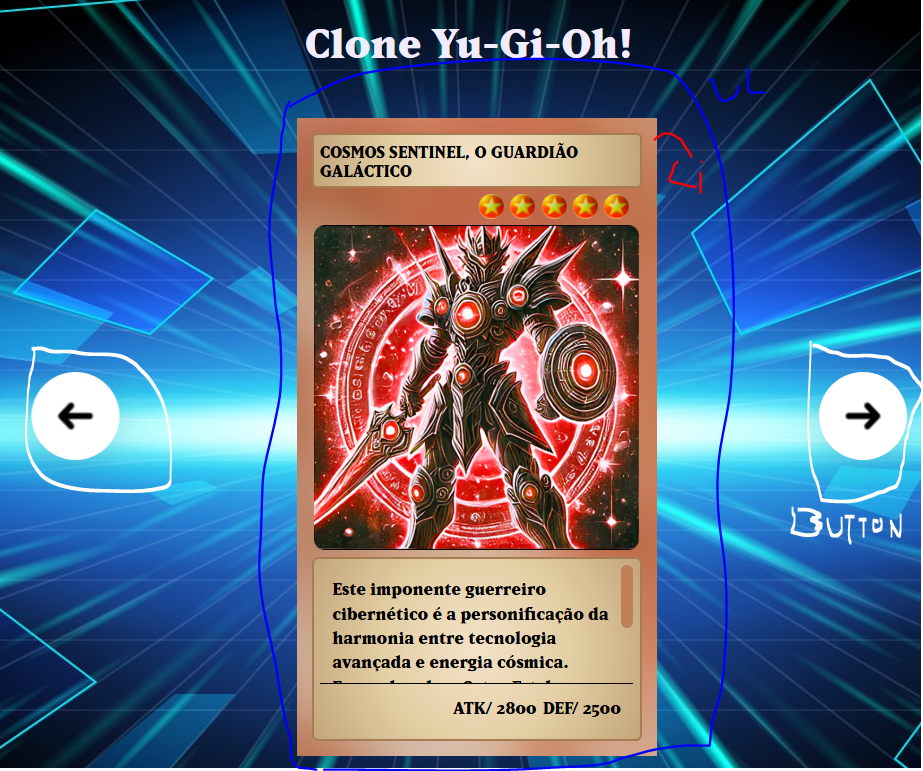 Clone Yu-Gi-Oh!
UL
COSMOS SENTINEL, O GUARDIÃO
GALÁCTICO
Li
BUTTON
Este imponente guerreiro
cibernético é a personificação da
harmonia entre tecnologia
avançada e energia cósmica.
ATK/ 2800 DEF/ 2500